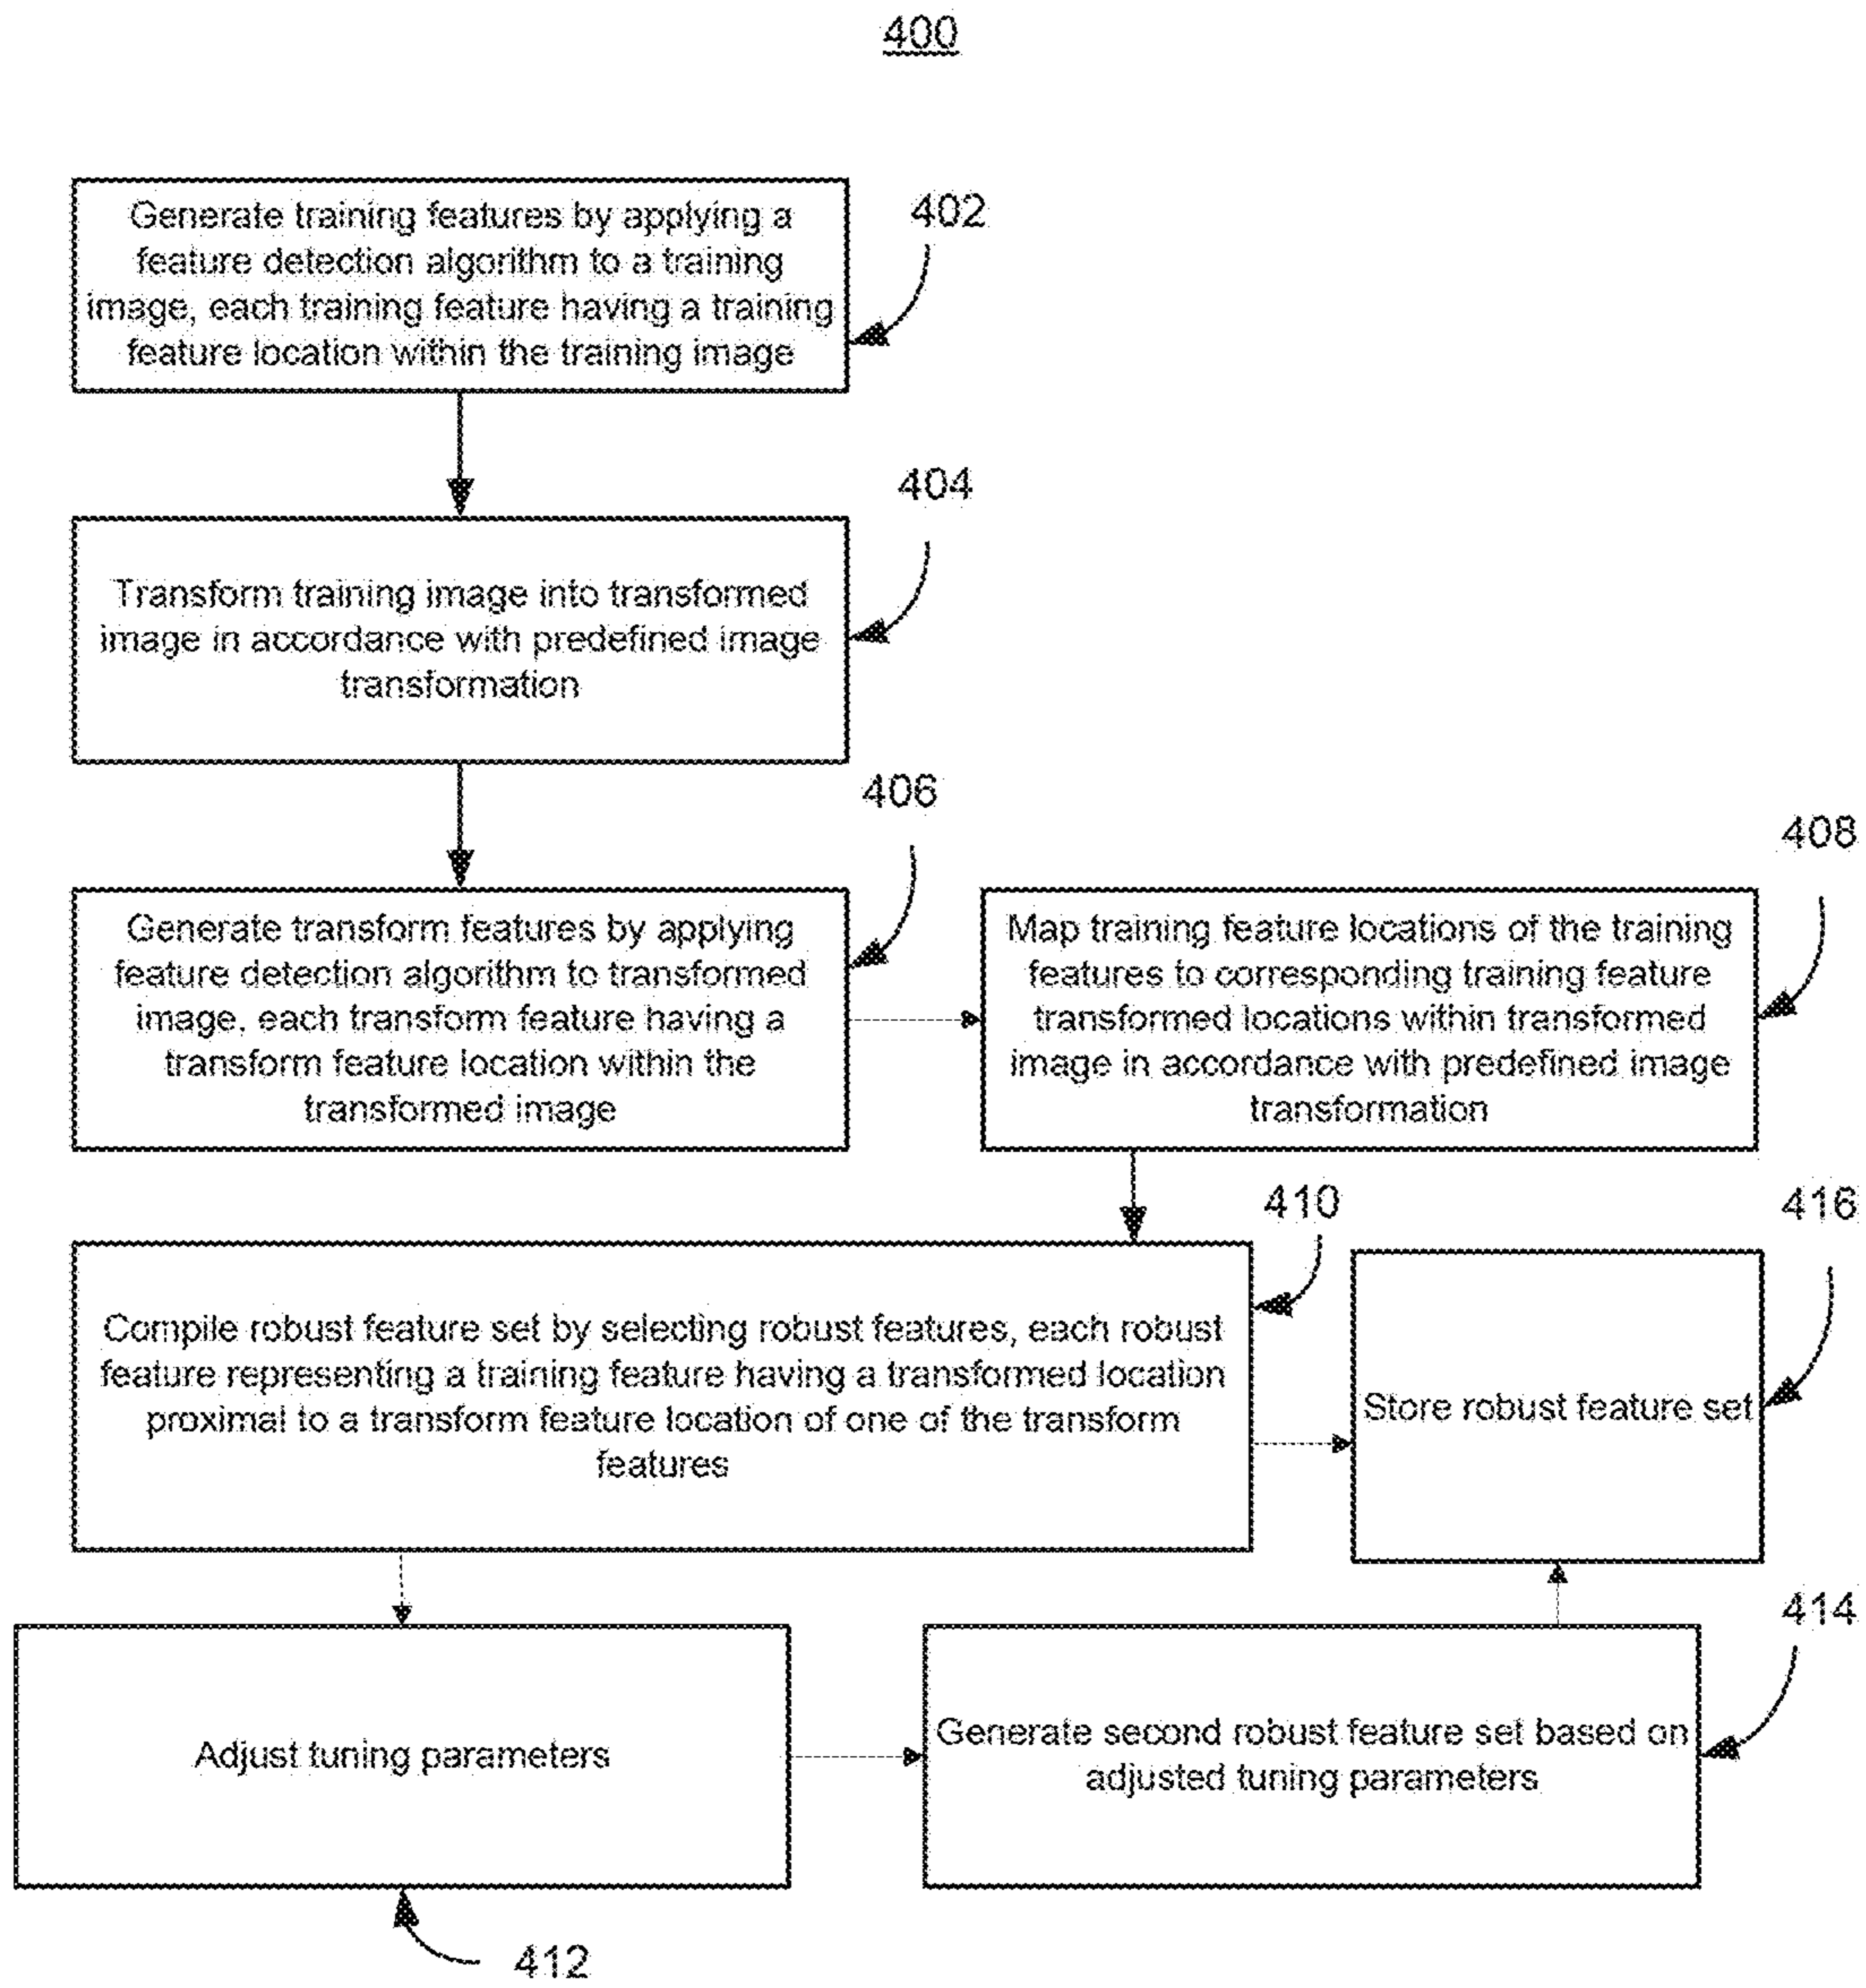 400
Generate training features by applying a
feature detection algorithm to a training
image, each training feature having a training
feature location within the training image
402
Transform training image into transformed
image in accordance with predefined image
transformation
404
Generate transform features by applying
feature detection algorithm to transformed
image, each transform feature having a
transform feature location within the
transformed image
406
Map training feature locations of the training
features to corresponding training feature
transformed locations within transformed
image in accordance with predefined image
transformation
408
Compile robust feature set by selecting robust features, each robust
feature representing a training feature having a transformed location
proximal to a transform feature location of one of the transform
features
410
Store robust feature set
416
Adjust tuning parameters
412
Generate second robust feature set based on
adjusted tuning parameters
414